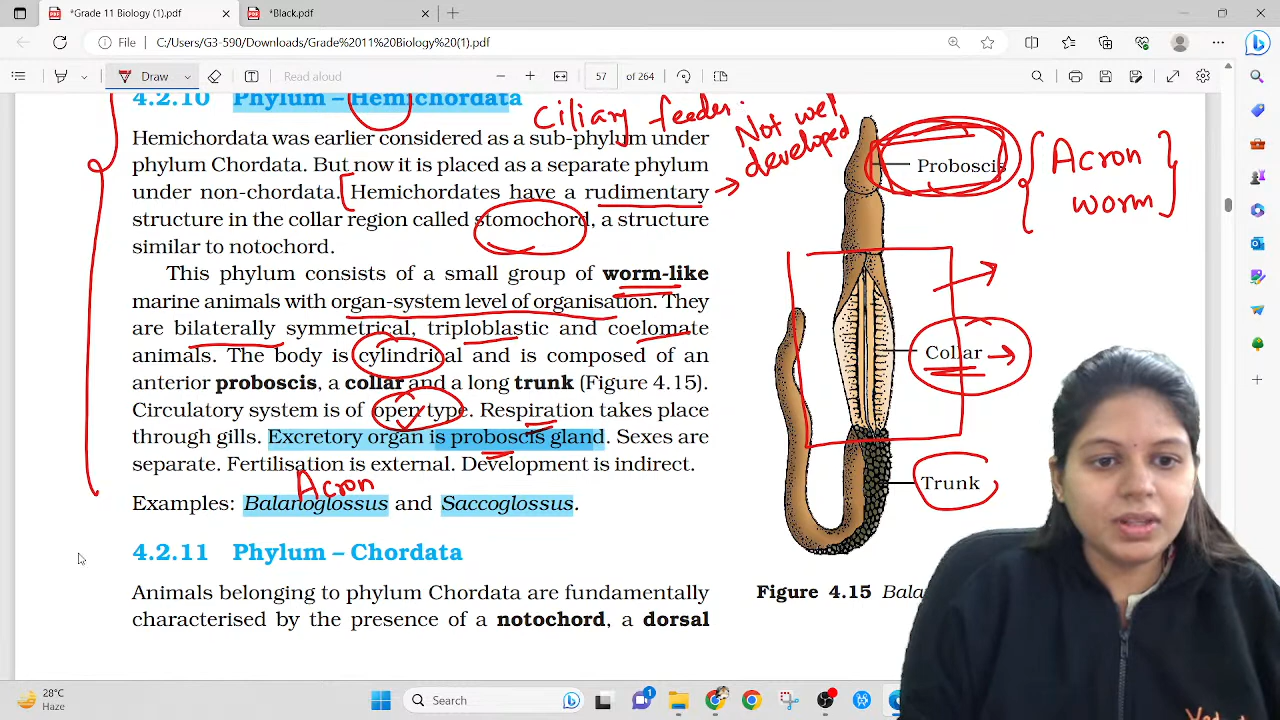 *Grade 11 Biology (1).pdf
*Black.pdf
File C:/Users/G3-590/Downloads/Grade%2011%20Biology%20(1).pdf
Draw
Read aloud
57 of 264
4.2.10 Phylum – Hemichordata
Ciliary feeder.
Hemichordata was earlier considered as a sub-phylum under
phylum Chordata. But now it is placed as a separate phylum
under non-chordata. [Hemichordates have a rudimentary
Not well
developed
structure in the collar region called stomochord, a structure
similar to notochord.
This phylum consists of a small group of worm-like
marine animals with organ-system level of organisation. They
are bilaterally symmetrical, triploblastic and coelomate
animals. The body is cylindrical and is composed of an
anterior proboscis, a collar and a long trunk (Figure 4.15).
Circulatory system is of open type. Respiration takes place
through gills. Excretory organ is proboscis gland. Sexes are
separate. Fertilisation is external. Development is indirect.
Acron
Examples: Balanoglossus and Saccoglossus.
Proboscis
{ Acron
worm }
Collar
Trunk
Figure 4.15
4.2.11 Phylum – Chordata
Animals belonging to phylum Chordata are fundamentally
characterised by the presence of a notochord, a dorsal
28°C
Haze
Search
1